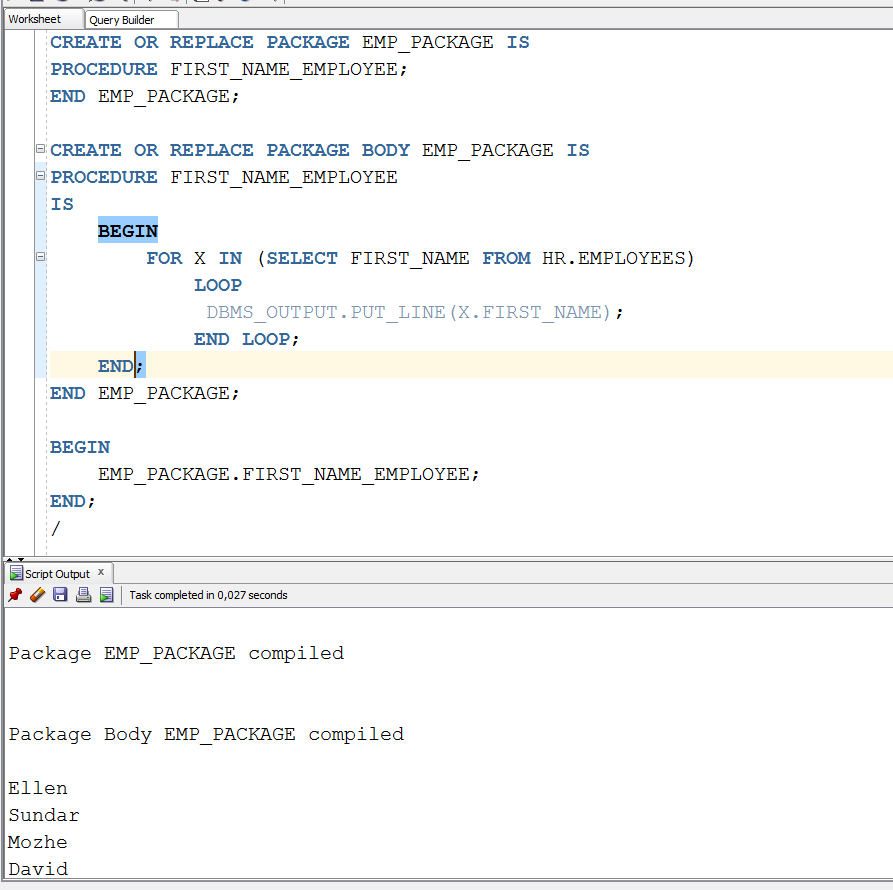 Worksheet Query Builder
CREATE OR REPLACE PACKAGE EMP_PACKAGE IS
PROCEDURE FIRST_NAME_EMPLOYEE;
END EMP_PACKAGE;
CREATE OR REPLACE PACKAGE BODY EMP_PACKAGE IS
PROCEDURE FIRST_NAME_EMPLOYEE
IS
BEGIN
FOR X IN (SELECT FIRST_NAME FROM HR.EMPLOYEES)
LOOP
DBMS_OUTPUT.PUT_LINE(X.FIRST_NAME);
END LOOP;
END;
END EMP_PACKAGE;
BEGIN
EMP_PACKAGE.FIRST_NAME_EMPLOYEE;
END;
/
Script Output x
Task completed in 0,027 seconds
Package EMP_PACKAGE compiled
Package Body EMP_PACKAGE compiled
Ellen
Sundar
Mozhe
David